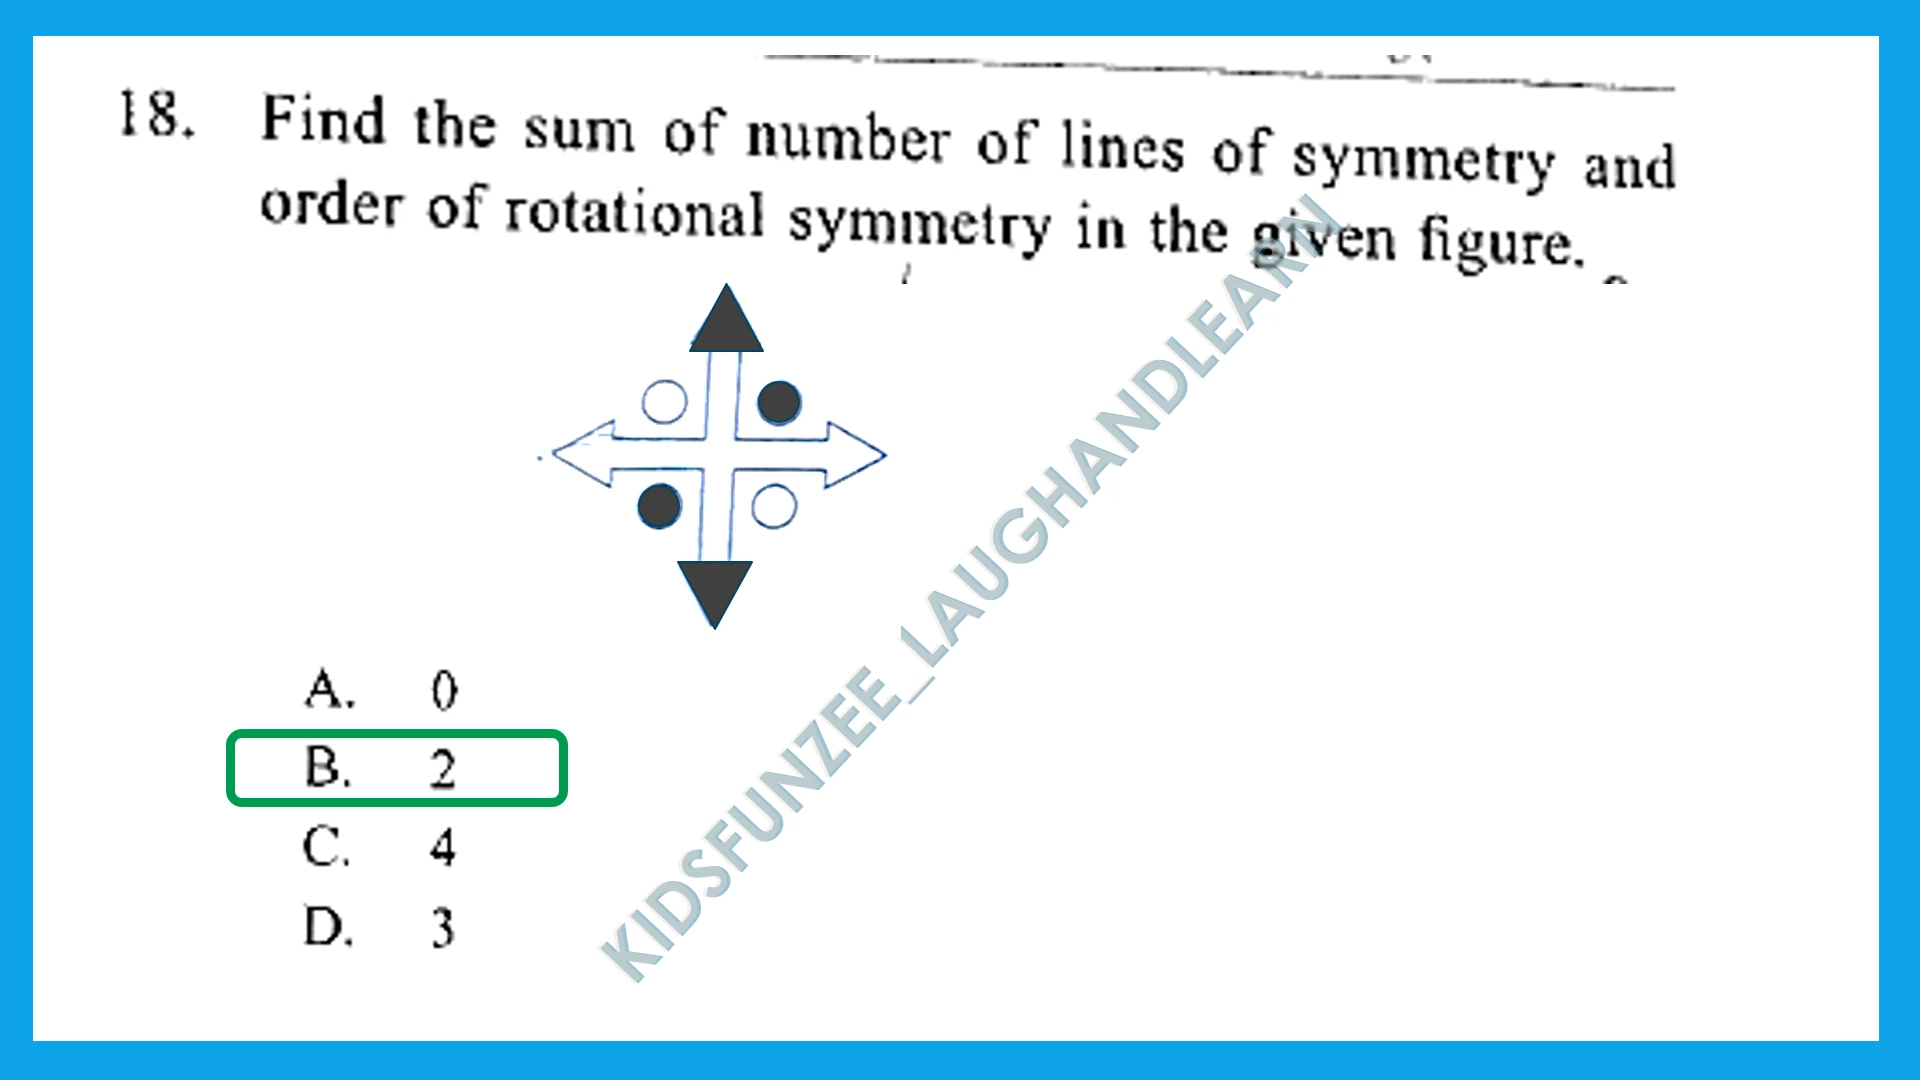 18. Find the sum of number of lines of symmetry and
order of rotational symmetry in the given figure.
A. 0
B. 2
C. 4
D. 3
KIDSFUNZEE_LAUGHANDLEARN